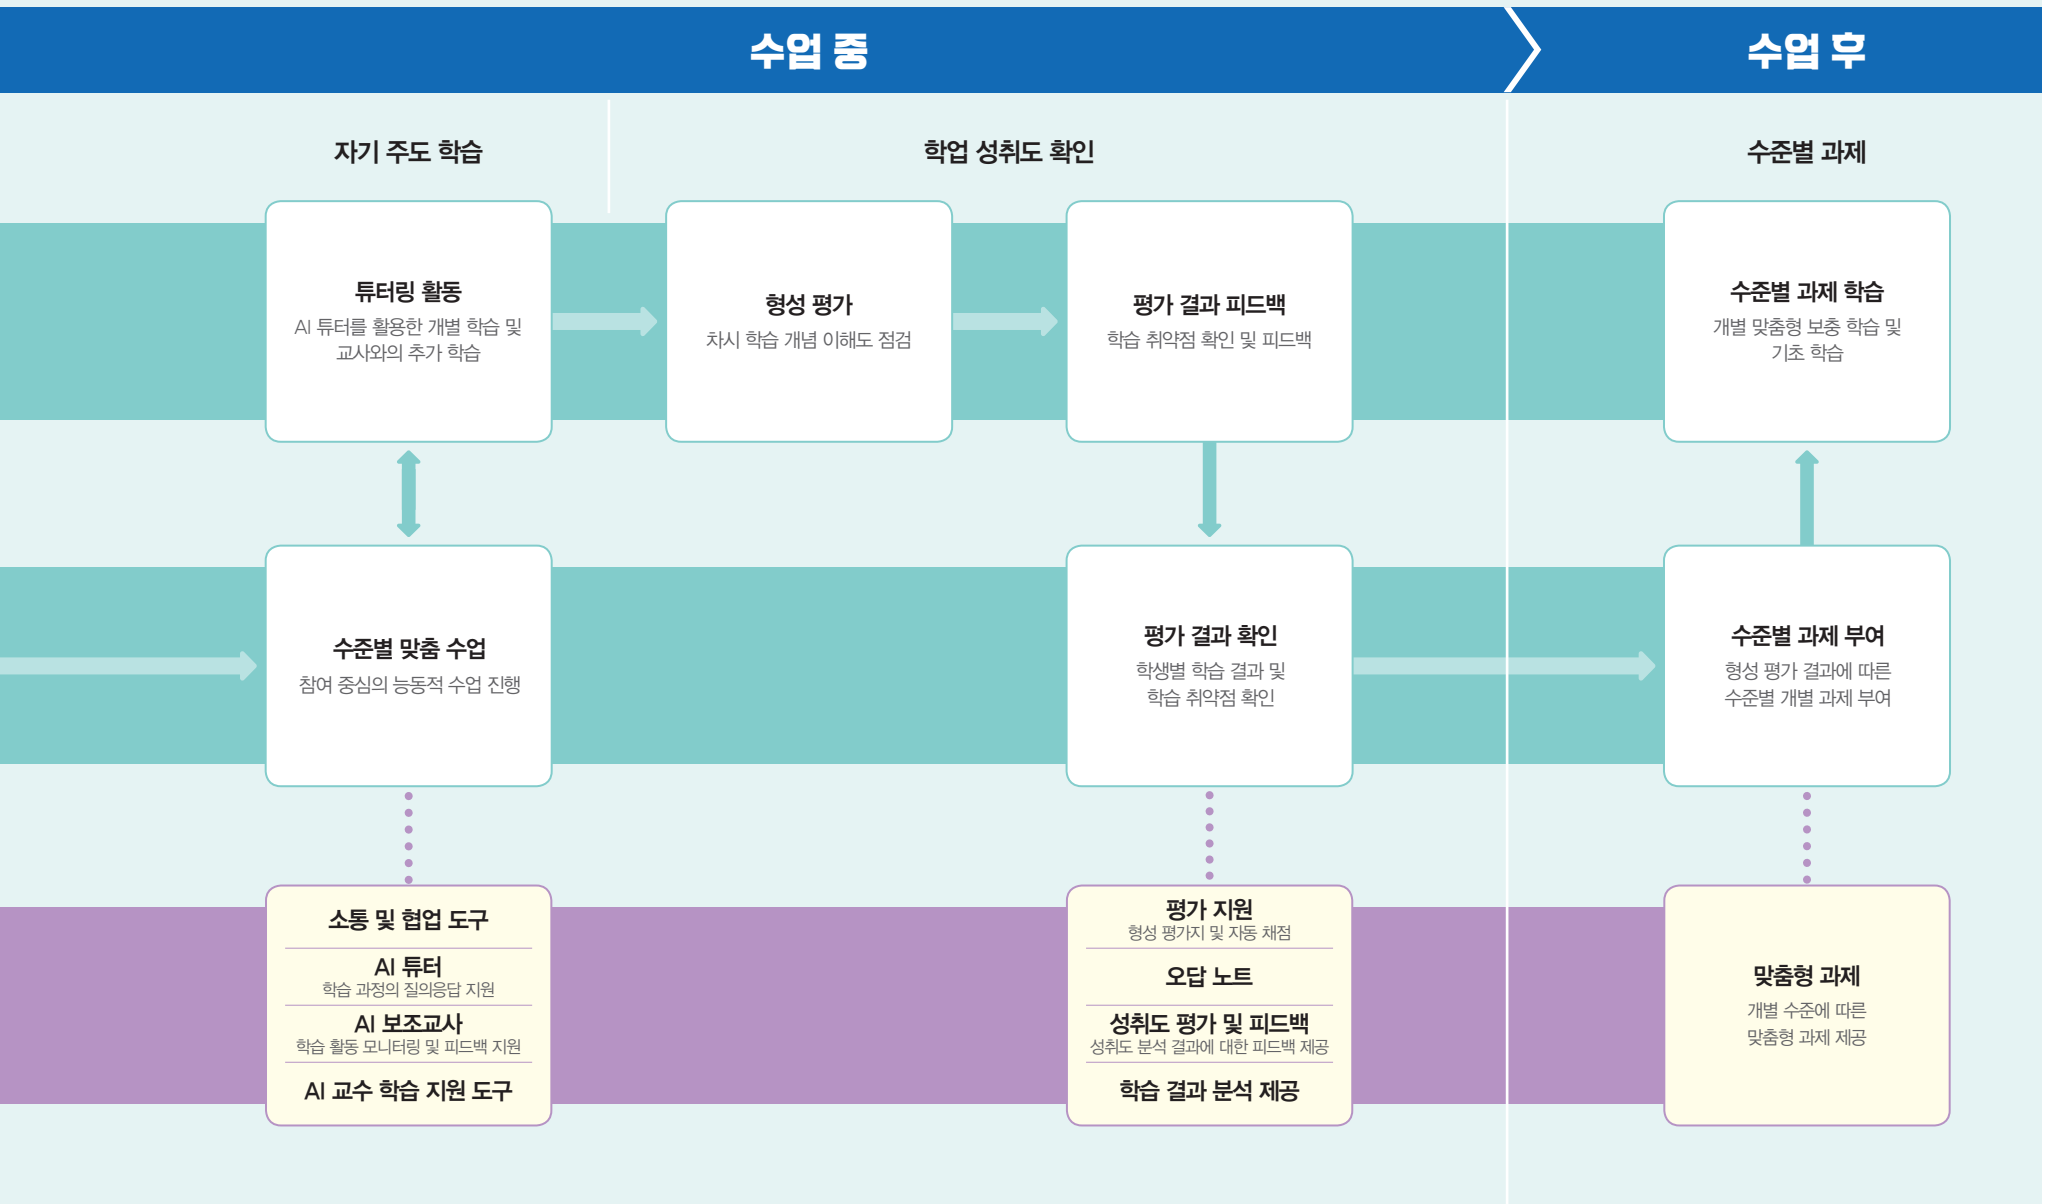 수업 중
수업 후
자기 주도 학습
학업 성취도 확인
수준별 과제
튜터링 활동
AI 튜터를 활용한 개별 학습 및
교사와의 추가 학습
형성 평가
차시 학습 개념 이해도 점검
평가 결과 피드백
학습 취약점 확인 및 피드백
수준별 과제 학습
개별 맞춤형 보충 학습 및
기초 학습
수준별 맞춤 수업
참여 중심의 능동적 수업 진행
평가 결과 확인
학생별 학습 결과 및
학습 취약점 확인
수준별 과제 부여
형성 평가 결과에 따른
수준별 개별 과제 부여
소통 및 협업 도구
AI 튜터
학습 과정의 질의응답 지원
AI 보조교사
학습 활동 모니터링 및 피드백 지원
AI 교수 학습 지원 도구
평가 지원
형성 평가지 및 자동 채점
오답 노트
성취도 평가 및 피드백
성취도 분석 결과에 대한 피드백 제공
학습 결과 분석 제공
맞춤형 과제
개별 수준에 따른
맞춤형 과제 제공